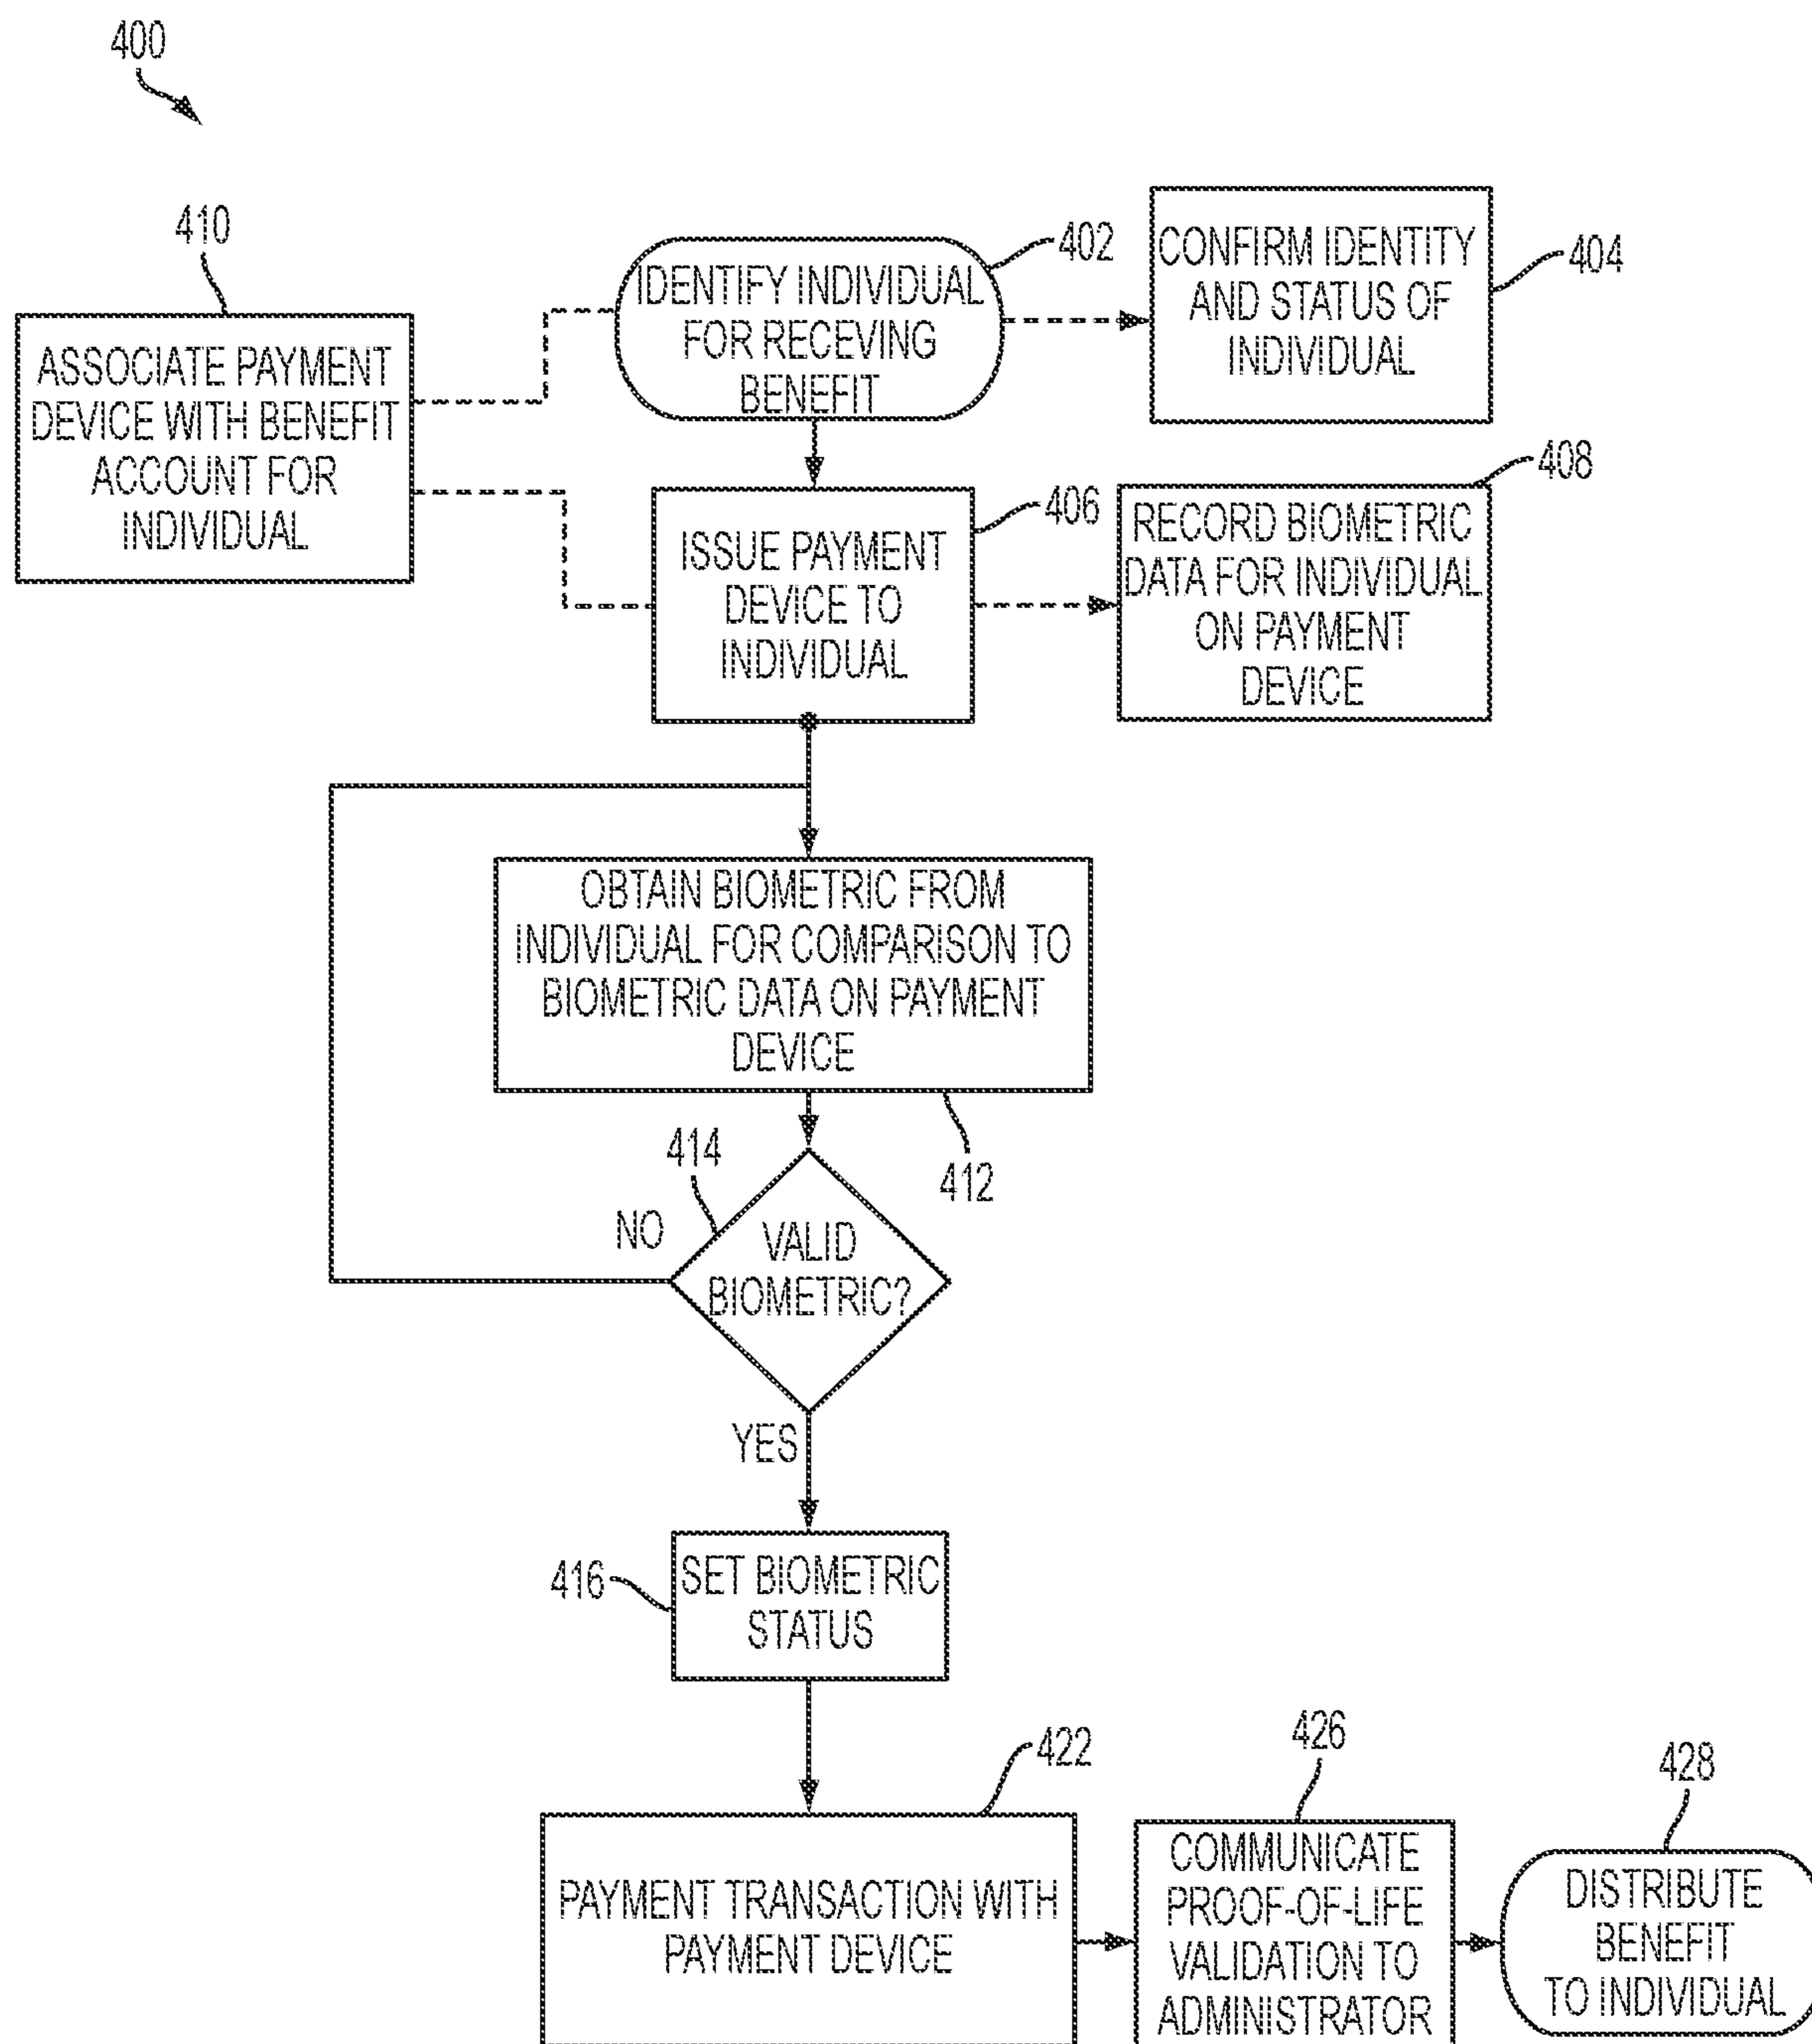 400
410
ASSOCIATE PAYMENT
DEVICE WITH BENEFIT
ACCOUNT FOR
INDIVIDUAL
402
IDENTIFY INDIVIDUAL
FOR RECEVING
BENEFIT
404
CONFIRM IDENTITY
AND STATUS OF
INDIVIDUAL
406
ISSUE PAYMENT
DEVICE TO
INDIVIDUAL
408
RECORD BIOMETRIC
DATA FOR INDIVIDUAL
ON PAYMENT
DEVICE
OBTAIN BIOMETRIC FROM
INDIVIDUAL FOR COMPARISON TO
BIOMETRIC DATA ON PAYMENT
DEVICE
412
414
NO
VALID
BIOMETRIC?
YES
416
SET BIOMETRIC
STATUS
422
PAYMENT TRANSACTION WITH
PAYMENT DEVICE
426
COMMUNICATE
PROOF-OF-LIFE
VALIDATION TO
ADMINISTRATOR
428
DISTRIBUTE
BENEFIT
TO INDIVIDUAL